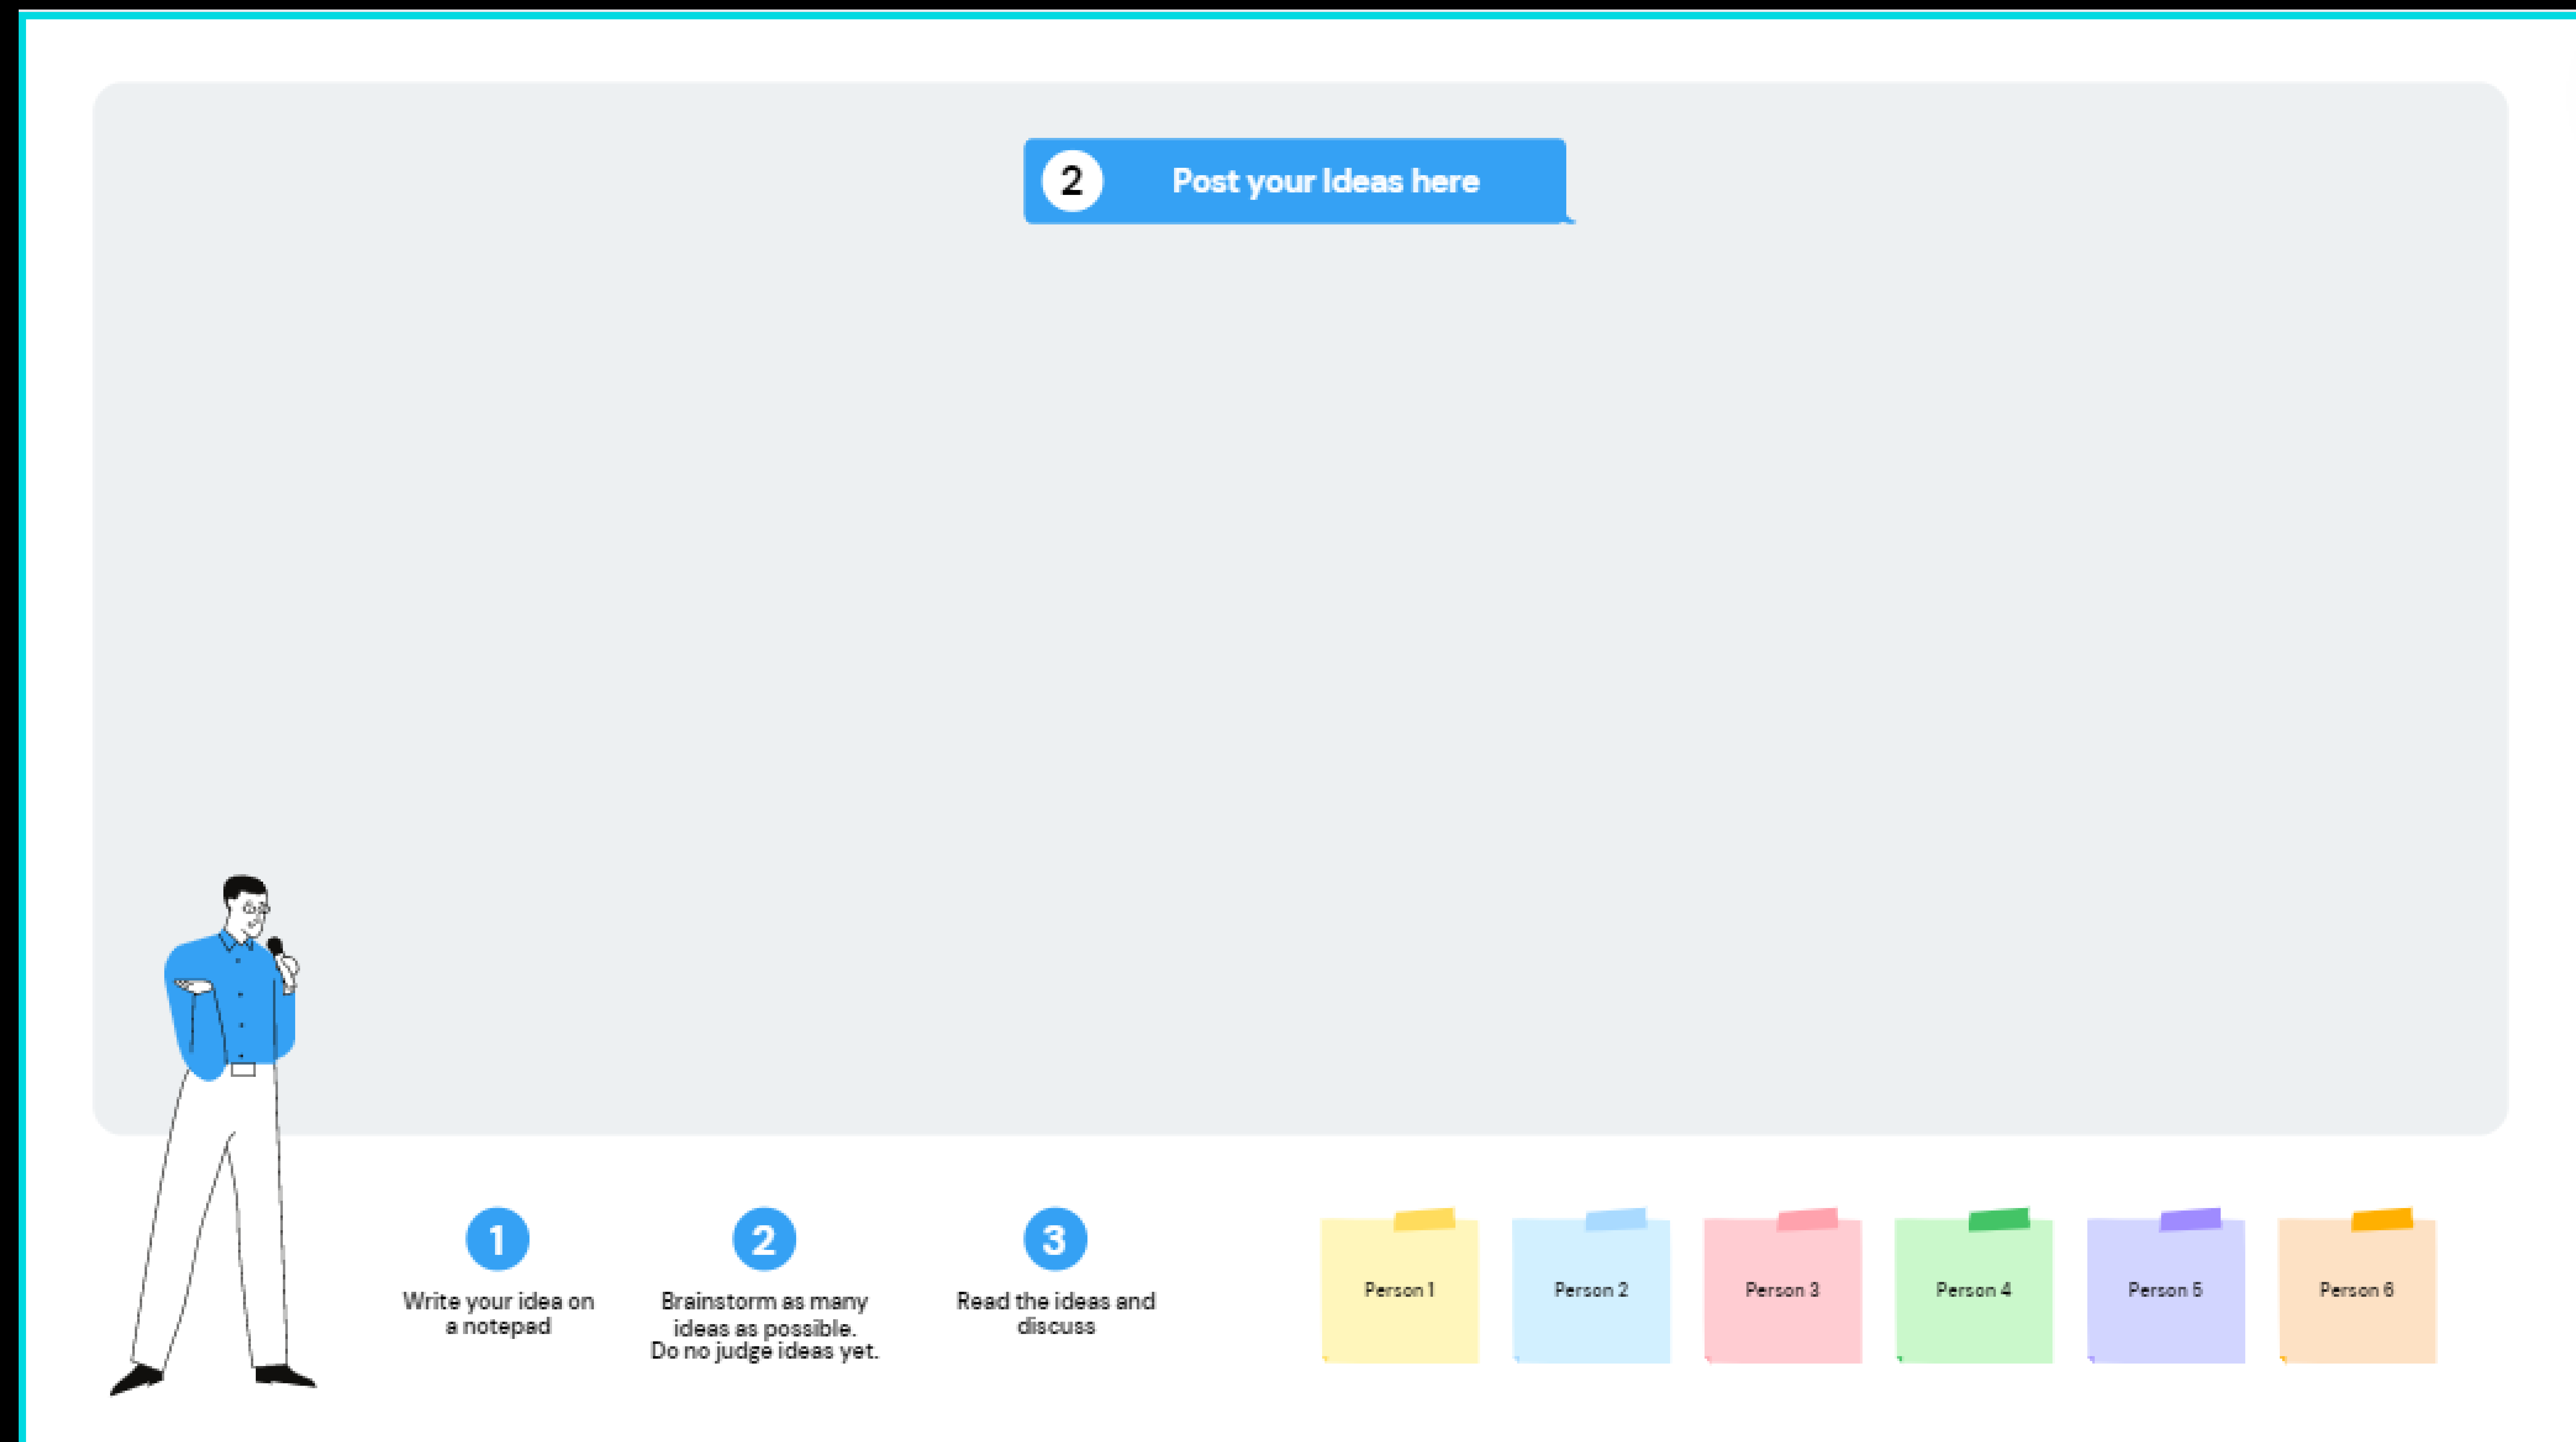 2
Post your Ideas here
1
Write your idea on
a notepad
2
Brainstorm as many
ideas as possible.
Do no judge ideas yet.
3
Read the ideas and
discuss
Person 1
Person 2
Person 3
Person 4
Person 5
Person 6